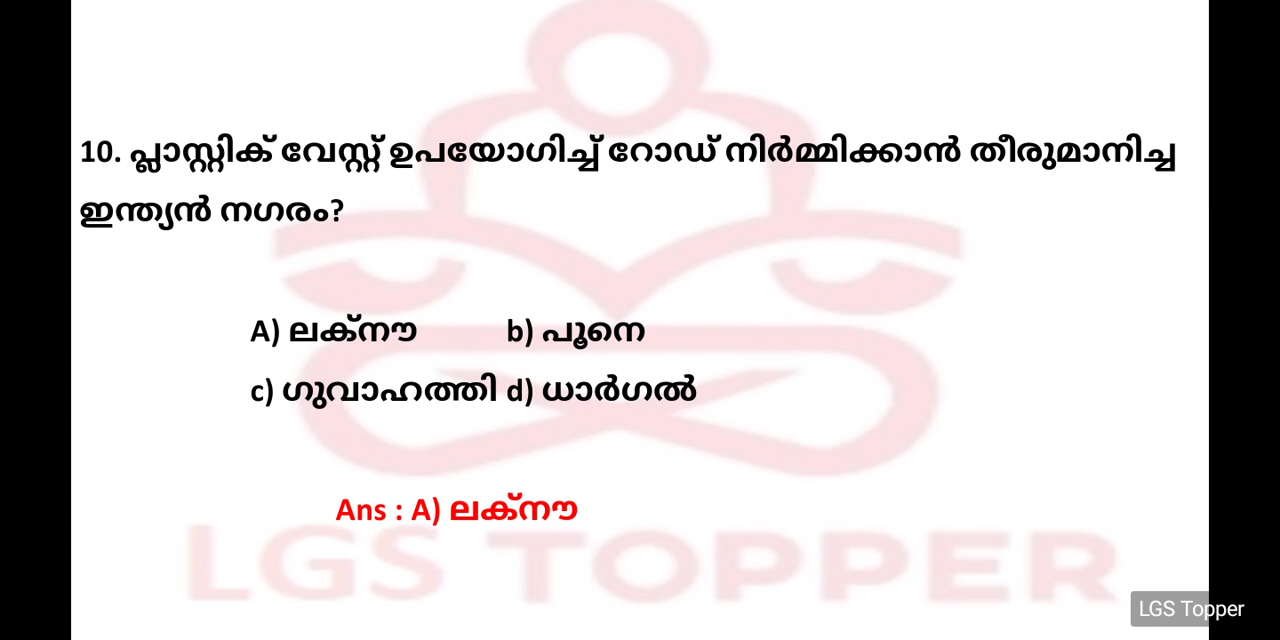 10. പ്ലാസ്റ്റിക് വേസ്റ്റ് ഉപയോഗിച്ച് റോഡ് നിർമ്മിക്കാൻ തീരുമാനിച്ച
ഇന്ത്യൻ നഗരം?
A) ലക്നൗ b) പൂനെ
c) ഗുവാഹത്തി d) ധാർഗൽ
Ans : A) ലക്നൗ
LGS TOPPER
LGS Topper